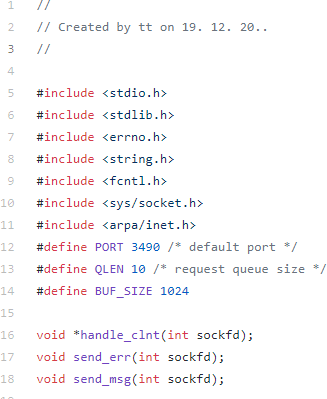 1 //
2 // Created by tt on 19. 12. 20..
3 //
4
5 #include <stdio.h>
6 #include <stdlib.h>
7 #include <errno.h>
8 #include <string.h>
9 #include <fcntl.h>
10 #include <sys/socket.h>
11 #include <arpa/inet.h>
12 #define PORT 3490 /* default port */
13 #define QLEN 10 /* request queue size */
14 #define BUF_SIZE 1024
15
16 void *handle_clnt(int sockfd);
17 void send_err(int sockfd);
18 void send_msg(int sockfd);